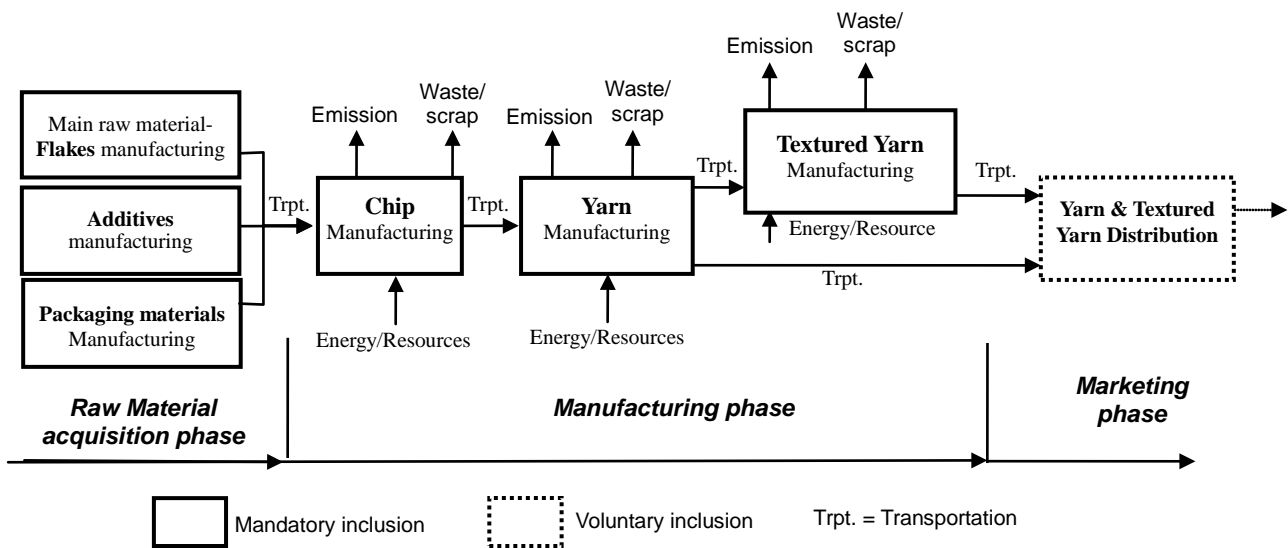 Emission
Waste/
scrap
Main raw material-
Flakes manufacturing
Additives
manufacturing
Packaging materials
Manufacturing
Trpt.
Emission
Waste/
scrap
Chip
Manufacturing
Energy/Resources
Trpt.
Emission
Waste/
scrap
Yarn
Manufacturing
Energy/Resources
Trpt.
Textured Yarn
Manufacturing
Energy/Resource
Trpt.
Trpt.
Yarn & Textured
Yarn Distribution
Raw Material
acquisition phase
Manufacturing phase
Marketing
phase
Mandatory inclusion
Voluntary inclusion
Trpt. = Transportation